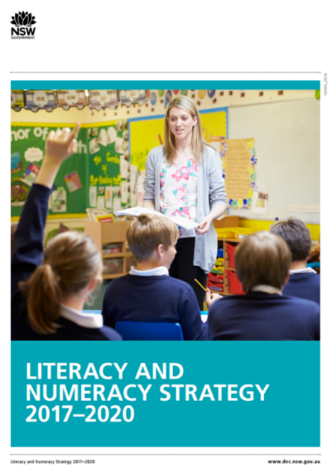 NSW
GOVERNMENT
LITERACY AND
NUMERACY STRATEGY
2017–2020
Literacy and Numeracy Strategy 2017–2020
www.dec.nsw.gov.au